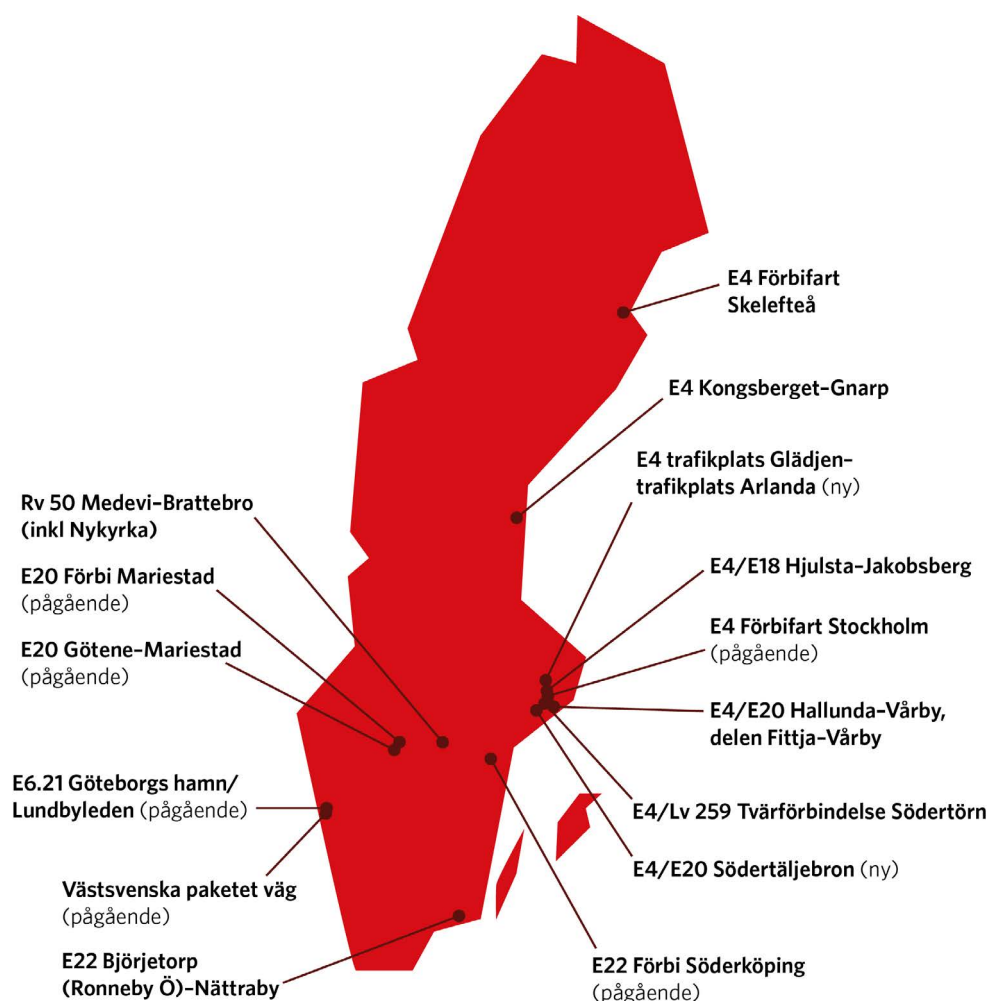 E4 Förbifart
Skelefteå
E4 Kongsberget–Gnarp
E4 trafikplats Glädjen–
trafikplats Arlanda (ny)
Rv 50 Medevi–Brattebro
(inkl Nykyrka)
E20 Förbi Mariestad
(pågående)
E4/E18 Hjulsta–Jakobsberg
E4 Förbifart Stockholm
(pågående)
E20 Götene–Mariestad
(pågående)
E4/E20 Hallunda–Vårby,
delen Fittja–Vårby
E6.21 Göteborgs hamn/
Lundbyleden (pågående)
E4/Lv 259 Tvärförbindelse Södertörn
E4/E20 Södertäljebron (ny)
Västsvenska paketet väg
(pågående)
E22 Björjetorp
(Ronneby Ö)–Nättraby
E22 Förbi Söderköping
(pågående)